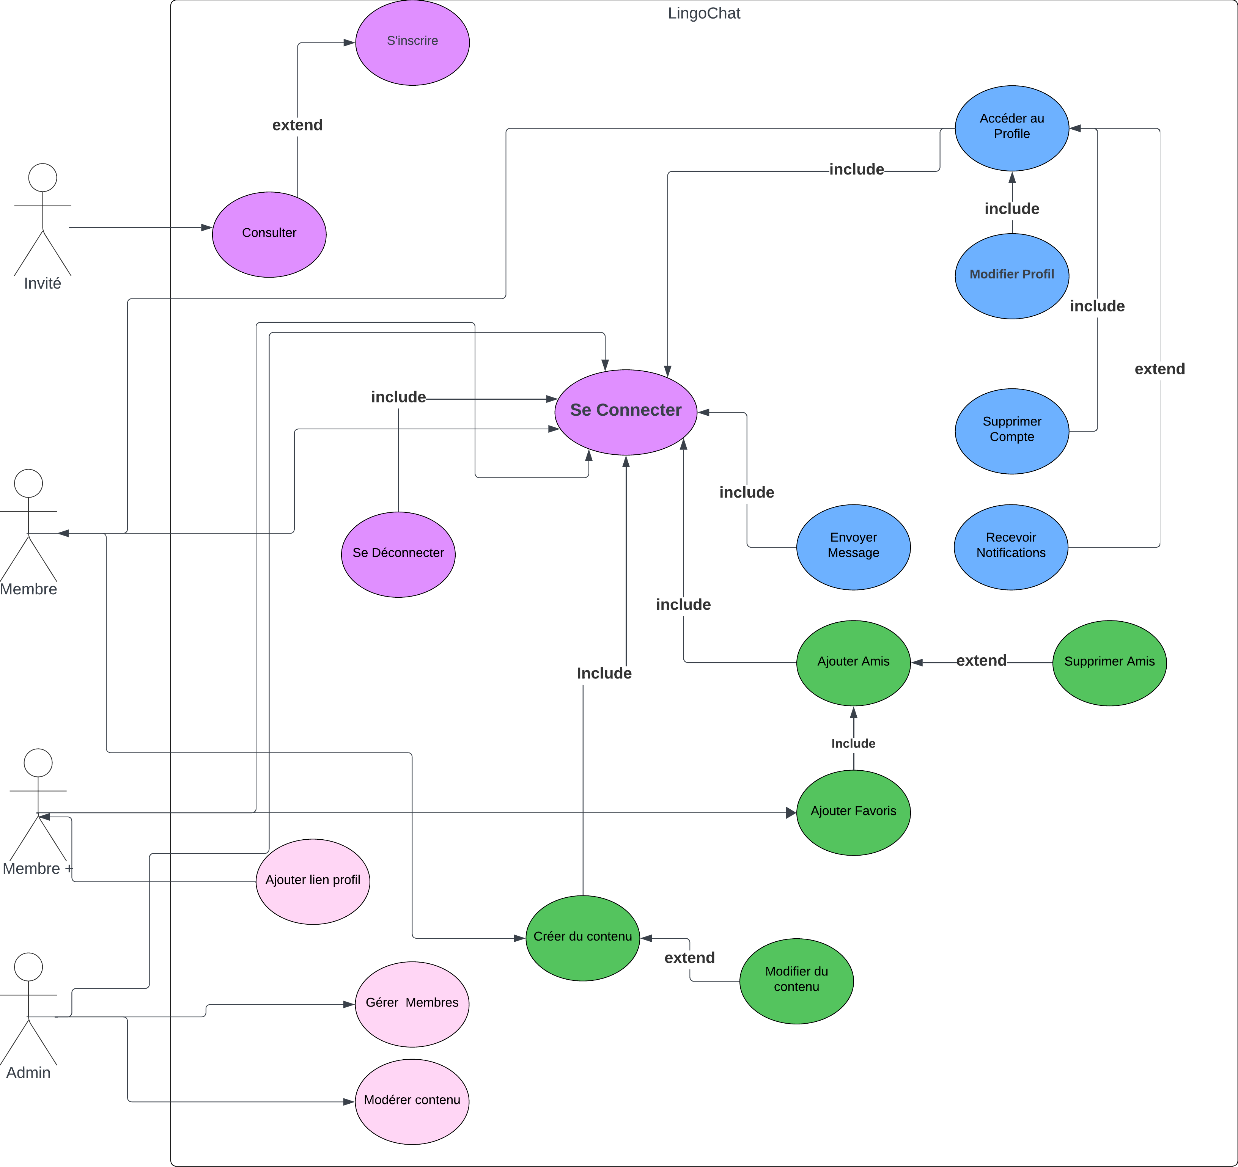 LingoChat
S'inscrire
extend
Accéder au
Profile
include
include
Invité
Consulter
Modifier Profil
include
extend
include
Se Connecter
Supprimer
Compte
include
Membre
Se Déconnecter
Envoyer
Message
Recevoir
Notifications
include
Ajouter Amis
extend
Supprimer Amis
Include
Include
Membre +
Ajouter Favoris
Ajouter lien profil
Créer du contenu
extend
Modifier du
contenu
Admin
Gérer  Membres
Modérer contenu